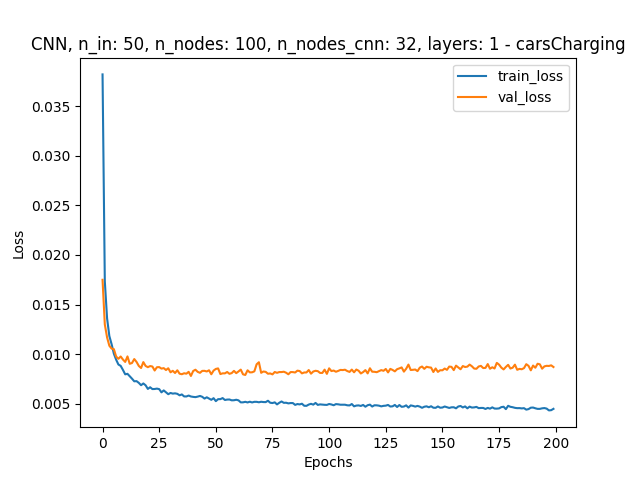 CNN, n_in: 50, n_nodes: 100, n_nodes_cnn: 32, layers: 1 - carsCharging
train_loss
val_loss
0.035
0.030
0.025
0.020
0.015
0.010
0.005
Loss
0 25 50 75 100 125 150 175 200
Epochs